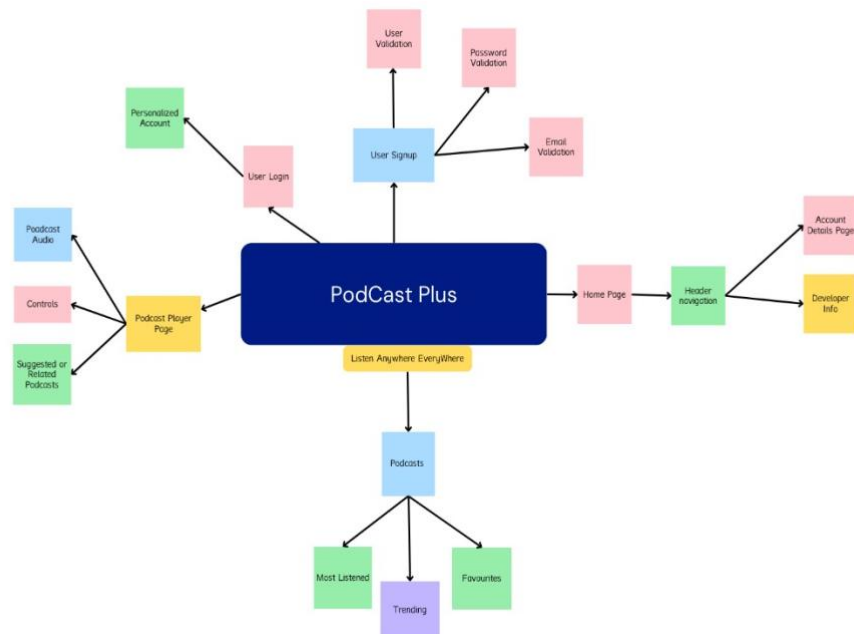 User
Validation
Password
Validation
Personalized
Account
User Signup
Email
Validation
User Login
Poadcast
Audio
Account
Details Page
PodCast Plus
Controls
Podcast Player
Page
Home Page
Header
navigation
Developer
Info
Suggested or
Related
Podcasts
Listen Anywhere EveryWhere
Podcasts
Most Listened
Trending
Favourites